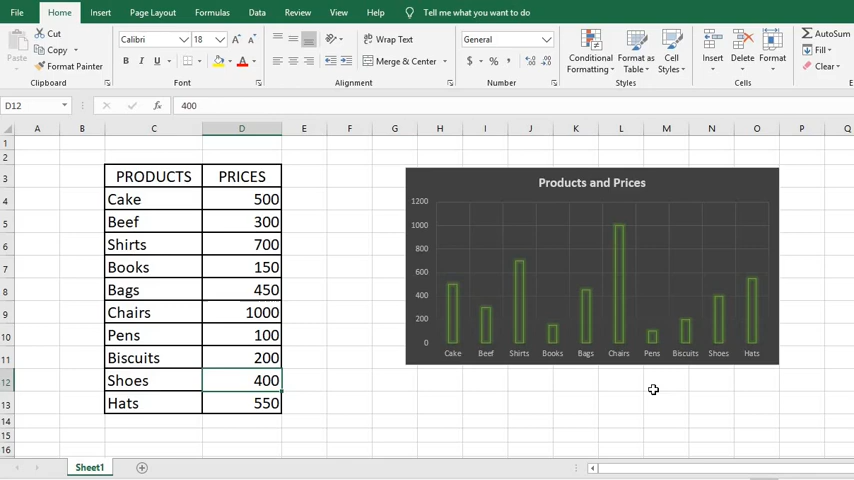 File Home Insert Page Layout Formulas Data Review View Help Tell me what you want to do
Cut
Copy
Format Painter
Paste
Clipboard
Calibri 18 A A
B I U A
Font
ab Wrap Text
Merge & Center
Alignment
General
$ % , .0 .00
Number
Conditional Formatting
Format as Table
Cell Styles
Styles
Insert Delete Format
Cells
AutoSum
Fill
Clear
D12 fx 400
A B C D E F G H I J K L M N O P Q
1
2
3 PRODUCTS PRICES
4 Cake 500
5 Beef 300
6 Shirts 700
7 Books 150
8 Bags 450
9 Chairs 1000
10 Pens 100
11 Biscuits 200
12 Shoes 400
13 Hats 550
14
15
16
Products and Prices
1200
1000
800
600
400
200
0
Cake Beef Shirts Books Bags Chairs Pens Biscuits Shoes Hats
Sheet1